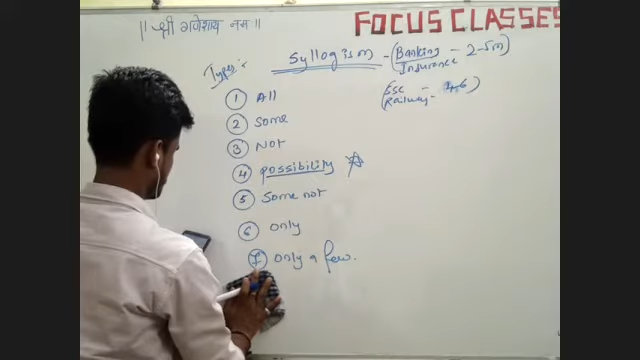 || श्री गणेशाय नमः ||
FOCUS CLASSES
Syllogism - (Banking - 2-5m)
Insurance
(SSC -
Railway -
Types :-
1 All
2 Some
3 Not
4 possibility ☆
5 Some not
6 only
7 only a few.